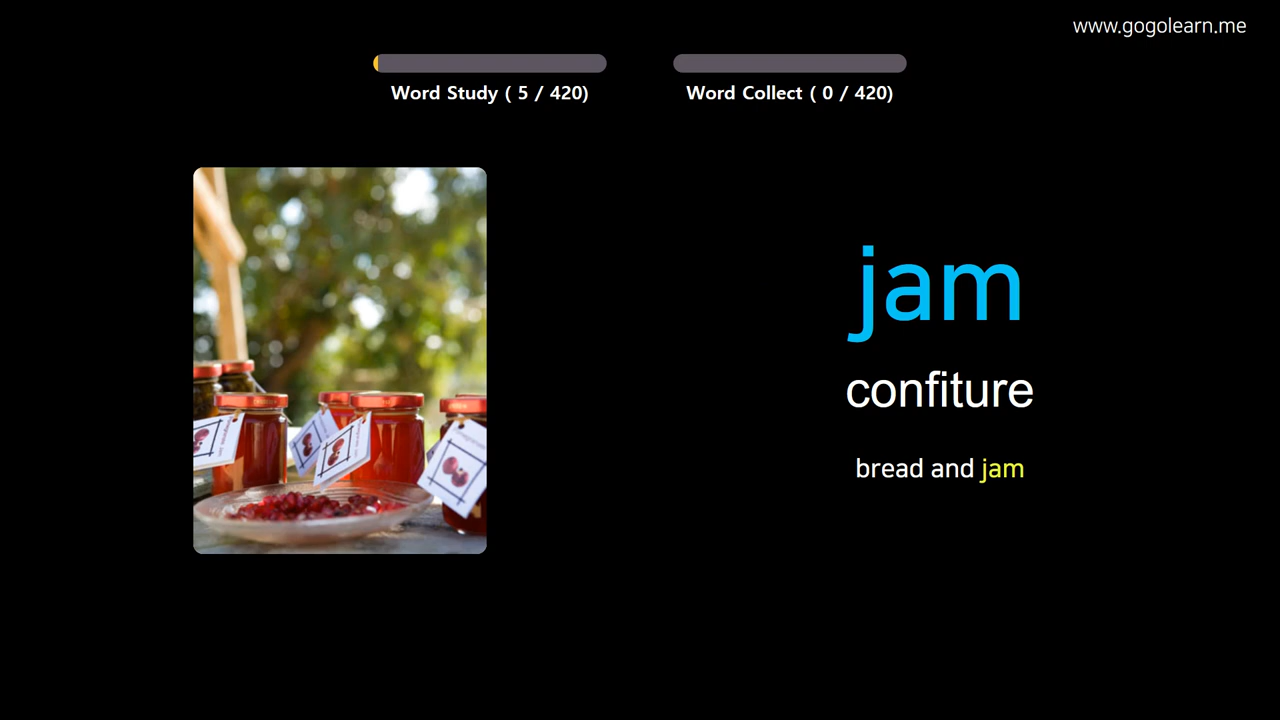 www.gogolearn.me
Word Study ( 5 / 420)
Word Collect ( 0 / 420)
jam
confiture
bread and jam